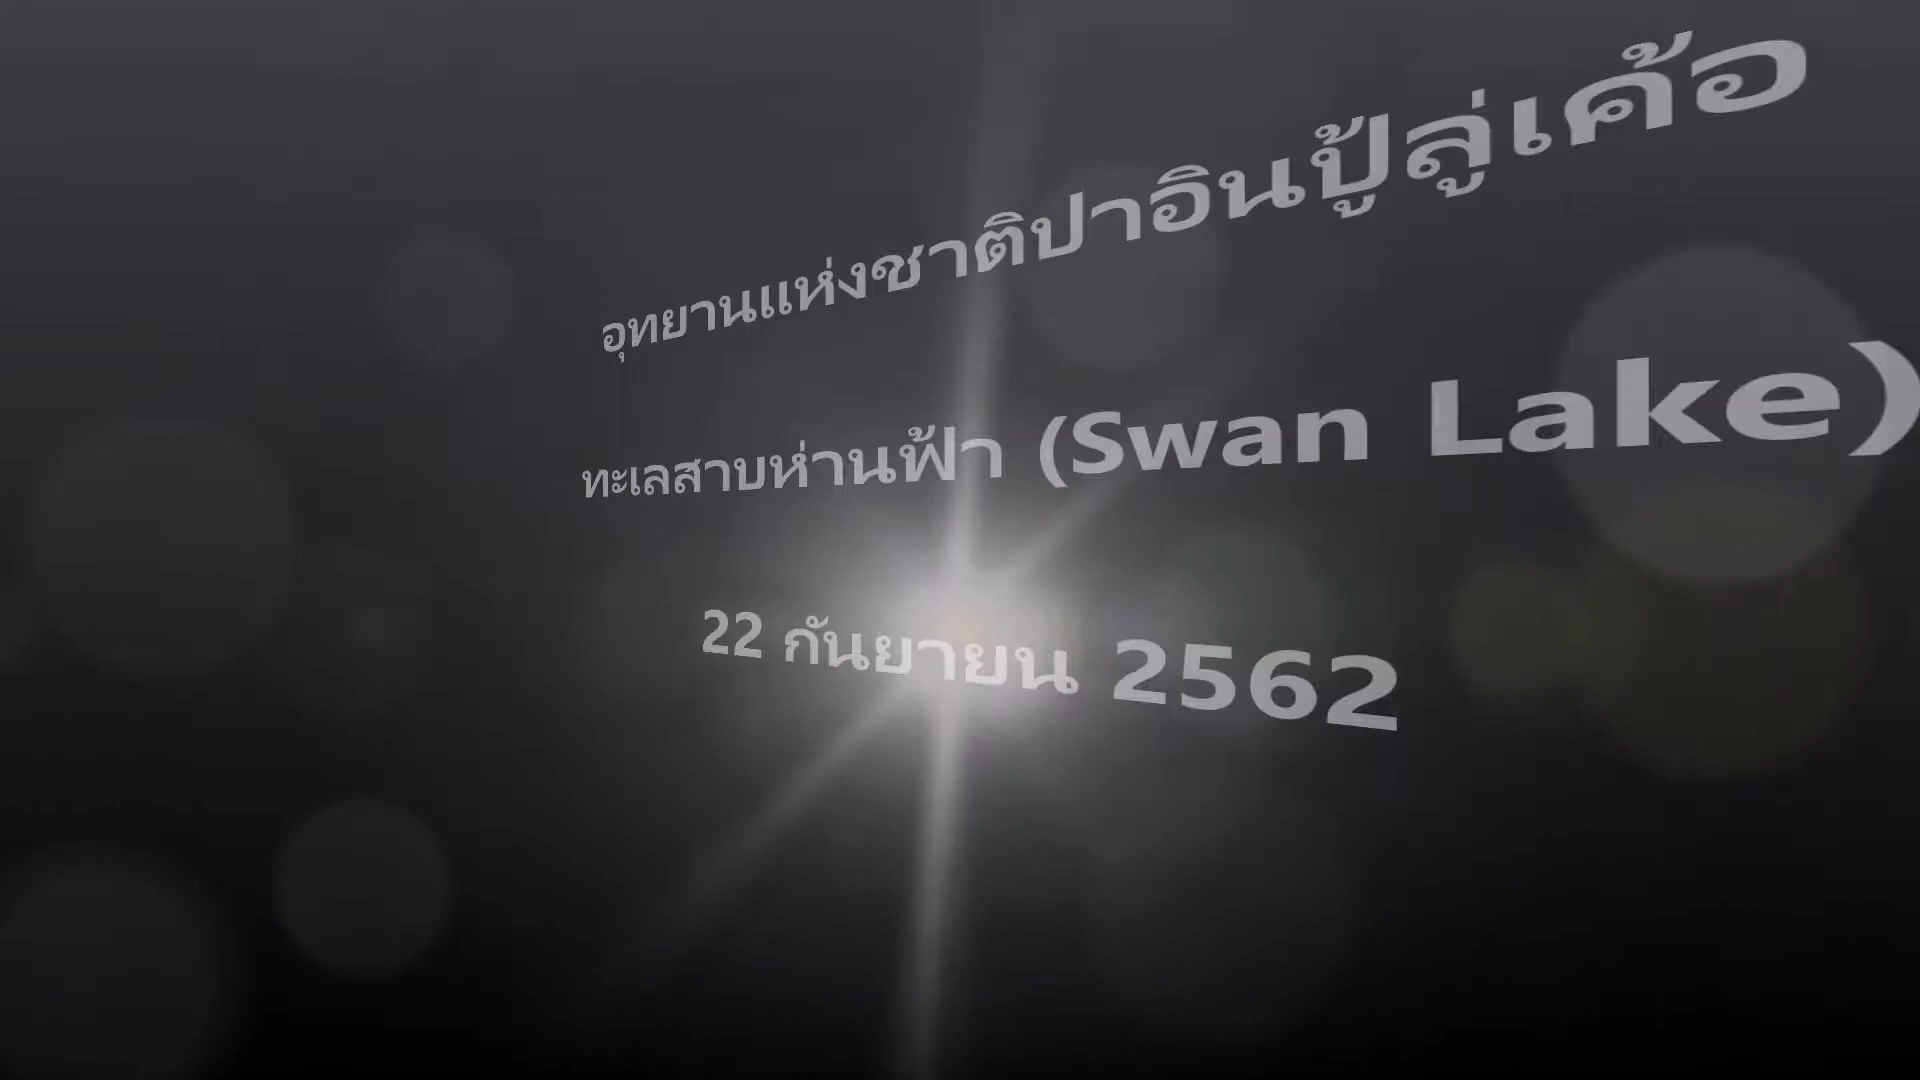 อุทยานแห่งชาติปาอินปู้ลู่เค้อ
ทะเลสาบห่านฟ้า (Swan Lake)
22 กันยายน 2562